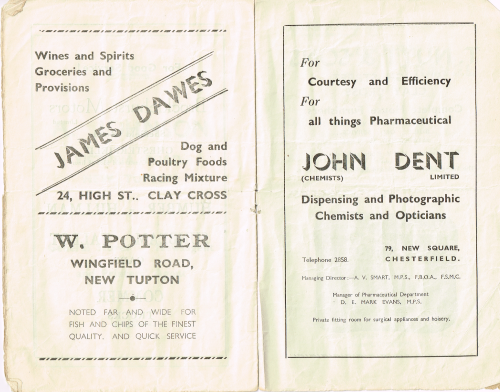 Wines and Spirits
Groceries and
Provisions
JAMES DAWES
Dog and
Poultry Foods
Racing Mixture
24, HIGH ST., CLAY CROSS
W. POTTER
WINGFIELD ROAD,
NEW TUPTON
NOTED FAR AND WIDE FOR
FISH AND CHIPS OF THE FINEST
QUALITY, AND QUICK SERVICE
For
Courtesy and Efficiency
For
all things Pharmaceutical
JOHN DENT
(CHEMISTS) LIMITED
Dispensing and Photographic
Chemists and Opticians
79, NEW SQUARE,
Telephone 2158. CHESTERFIELD.
Managing Director:—A. V. SMART, M.P.S., F.B.O.A., F.S.M.C.
Manager of Pharmaceutical Department
D. E. MARK EVANS, M.P.S.
Private fitting room for surgical appliances and hosiery.